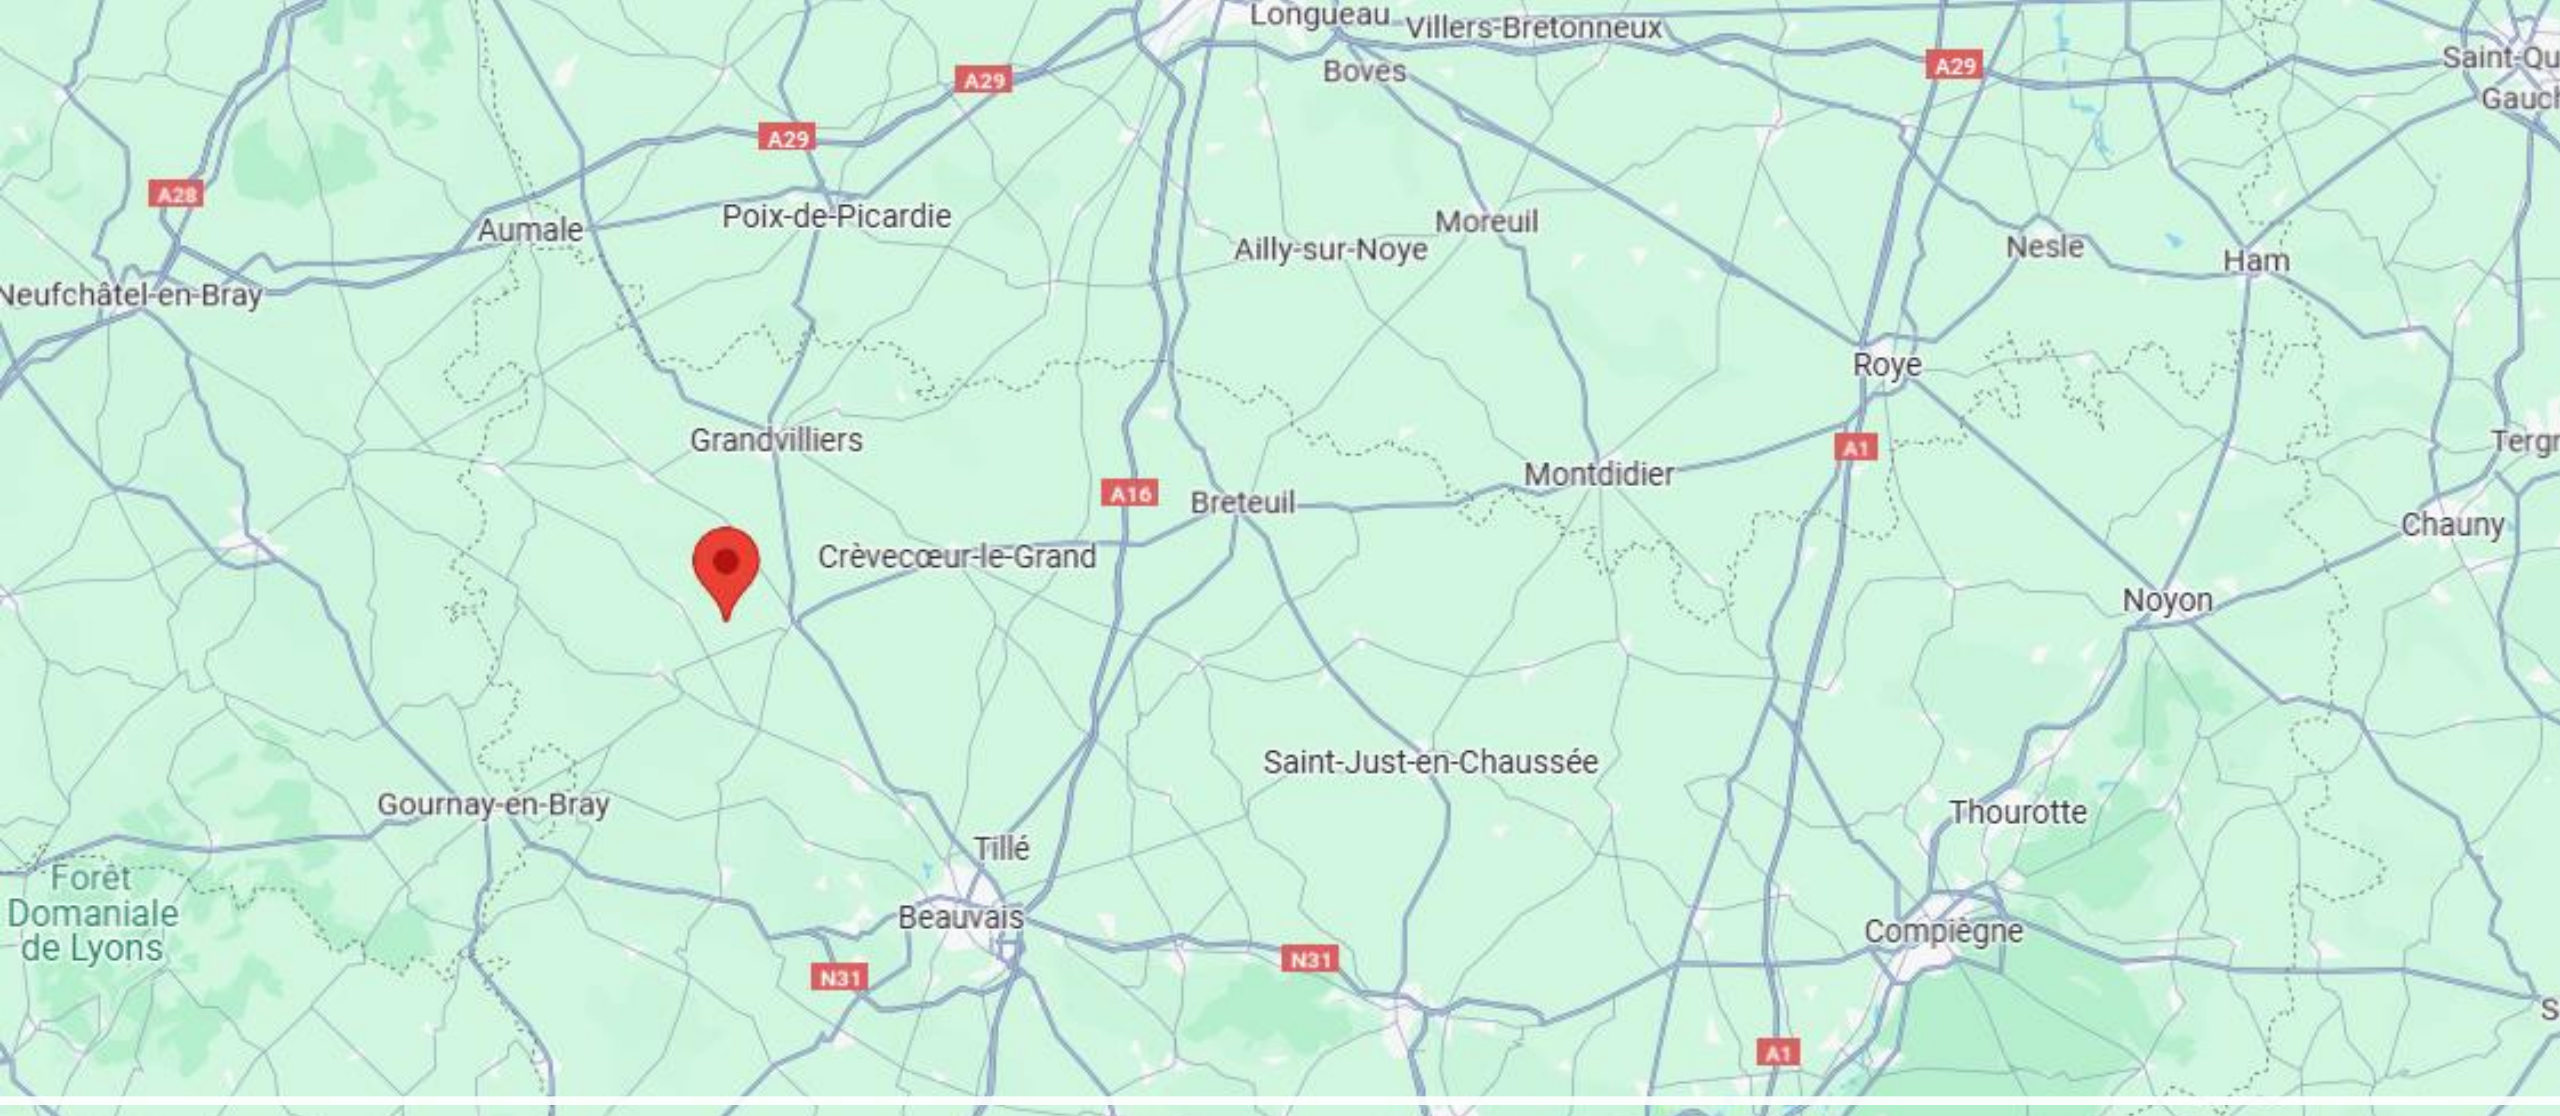 Longueau
Villers-Bretonneux
Boves
A29
A29
Saint-Qu
Gauch
A29
A28
Aumale
Poix-de-Picardie
Moreuil
Ailly-sur-Noye
Nesle
Ham
Neufchâtel-en-Bray
Roye
Grandvilliers
A1
Tergn
Montdidier
A16
Breteuil
Chauny
Crèvecœur-le-Grand
Noyon
Saint-Just-en-Chaussée
Gournay-en-Bray
Thourotte
Tillé
Forêt
Domaniale
de Lyons
Beauvais
Compiègne
N31
N31
S
A1